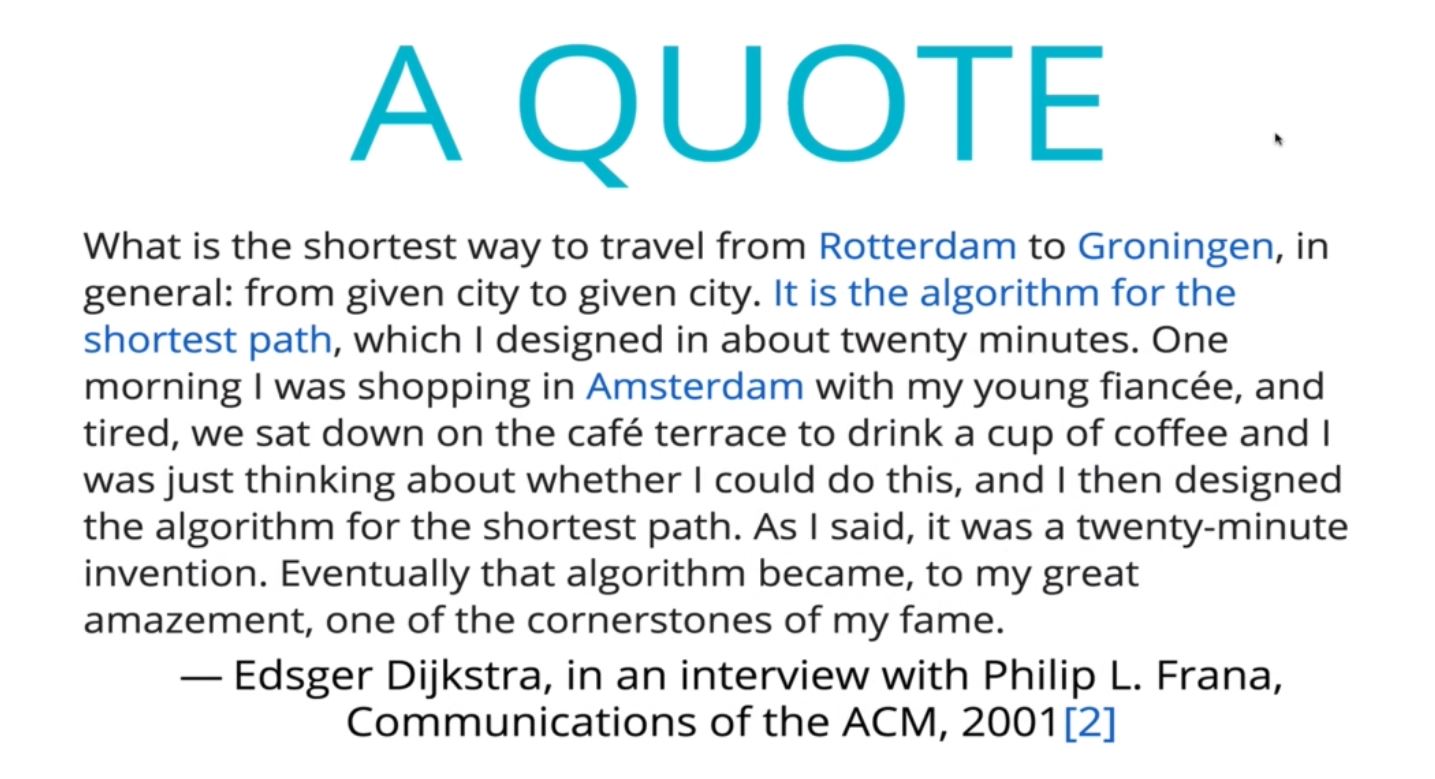 A QUOTE
What is the shortest way to travel from Rotterdam to Groningen, in
general: from given city to given city. It is the algorithm for the
shortest path, which I designed in about twenty minutes. One
morning I was shopping in Amsterdam with my young fiancée, and
tired, we sat down on the café terrace to drink a cup of coffee and I
was just thinking about whether I could do this, and I then designed
the algorithm for the shortest path. As I said, it was a twenty-minute
invention. Eventually that algorithm became, to my great
amazement, one of the cornerstones of my fame.
— Edsger Dijkstra, in an interview with Philip L. Frana,
Communications of the ACM, 2001[2]